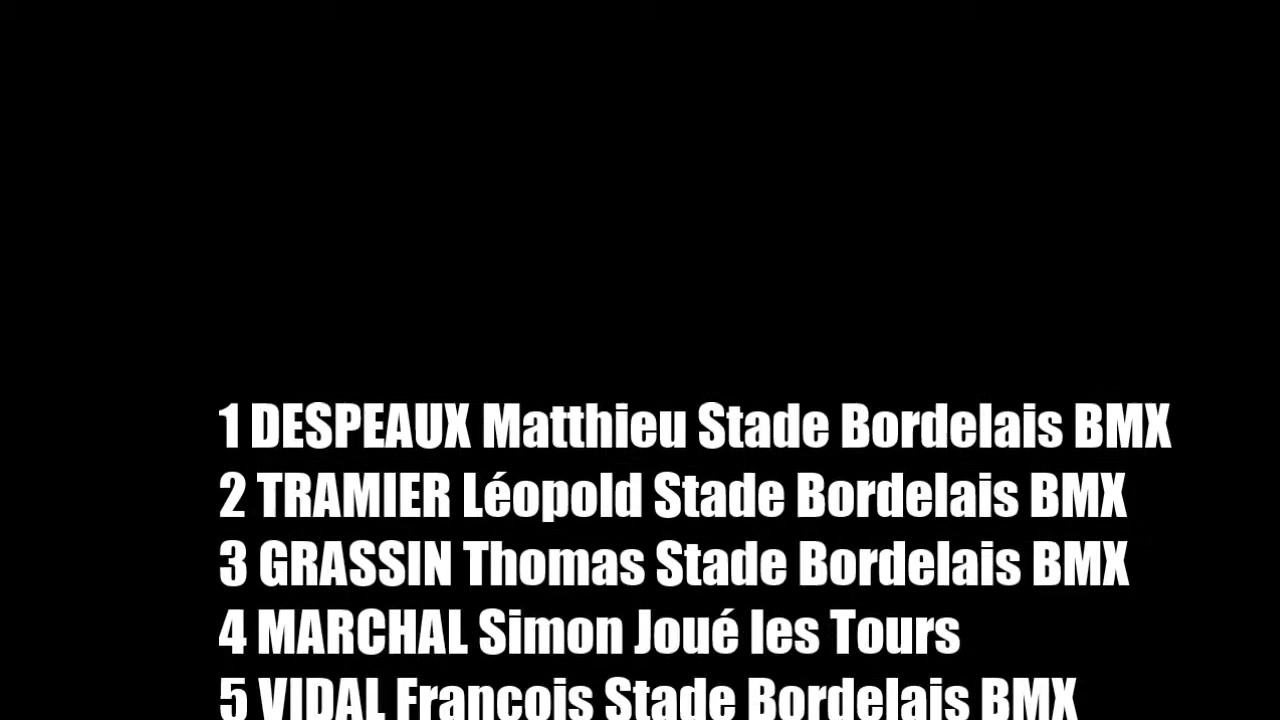 1 DESPEAUX Matthieu Stade Bordelais BMX
2 TRAMIER Léopold Stade Bordelais BMX
3 GRASSIN Thomas Stade Bordelais BMX
4 MARCHAL Simon Joué les Tours
5 VIDAL François Stade Bordelais BMX